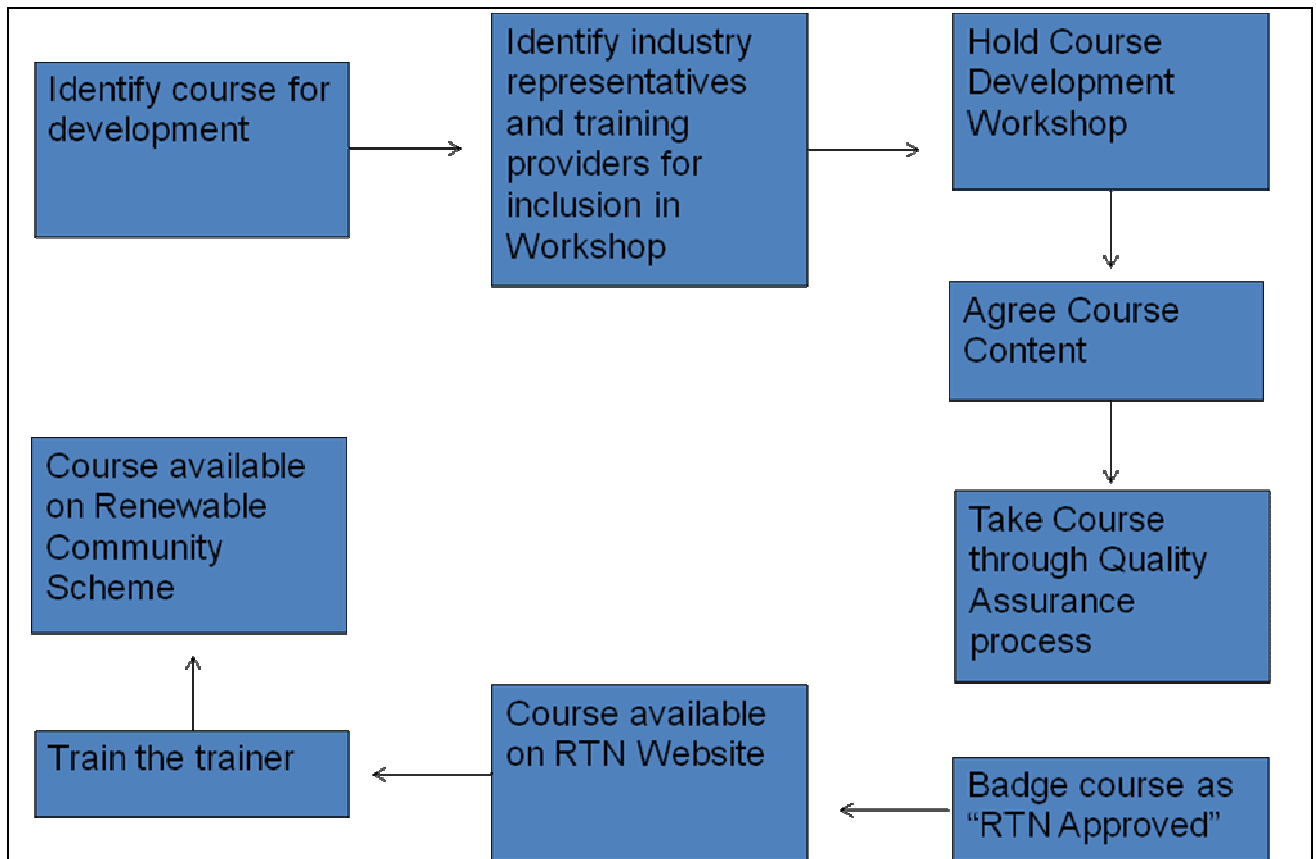 Identify course for
development
Identify industry
representatives
and training
providers for
inclusion in
Workshop
Hold Course
Development
Workshop
Agree Course
Content
Take Course
through Quality
Assurance
process
Badge course as
“RTN Approved”
Course available
on RTN Website
Train the trainer
Course available
on Renewable
Community
Scheme